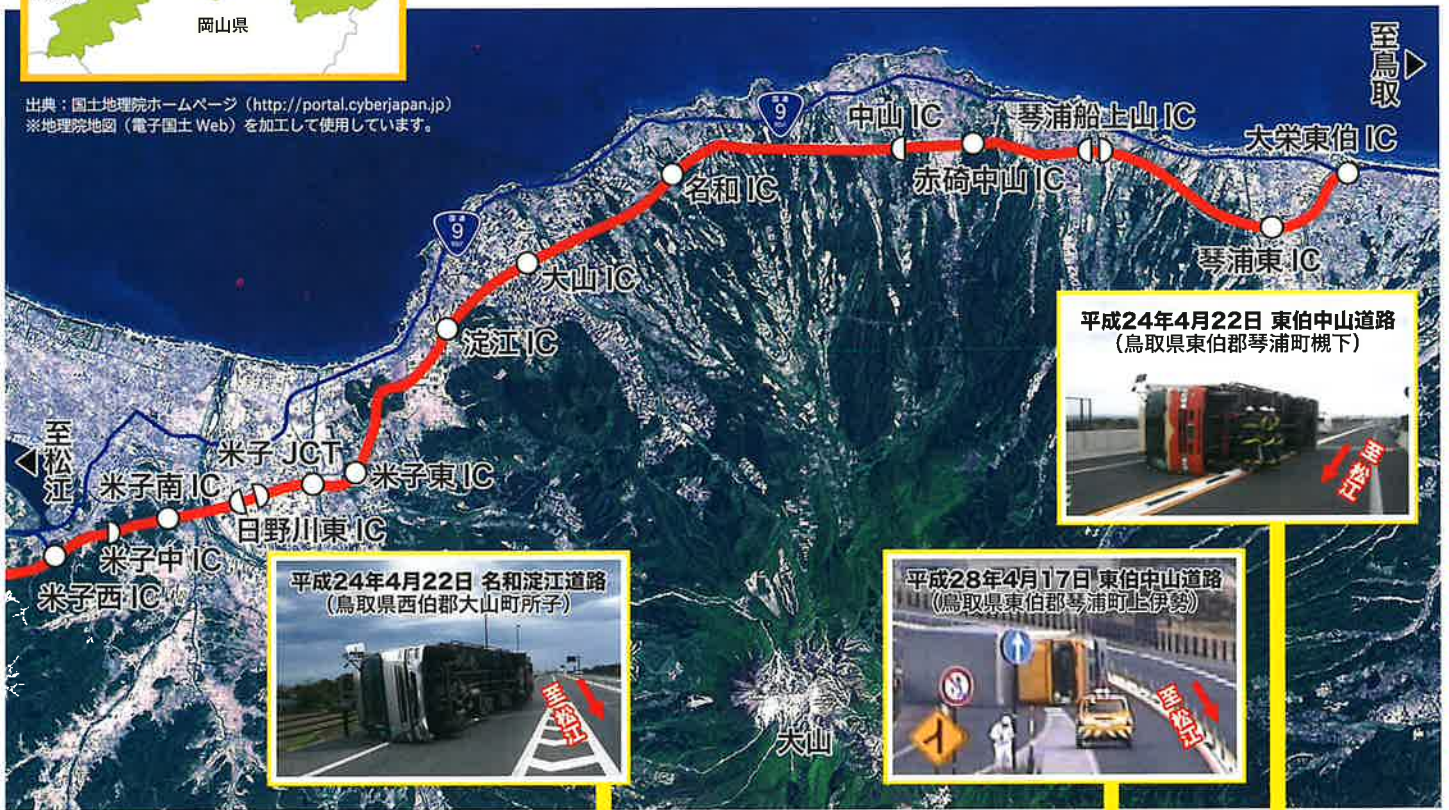 岡山県
出典：国土地理院ホームページ（http://portal.cyberjapan.jp）
※地理院地図（電子国土 Web）を加工して使用しています。
至鳥取
国道
9
中山 IC
琴浦船上山 IC
大栄東伯 IC
名和 IC
赤碕中山 IC
国道
9
大山 IC
琴浦東 IC
淀江 IC
平成24年4月22日 東伯中山道路
（鳥取県東伯郡琴浦町槻下）
至松江
至松江
米子 JCT
米子東 IC
米子南 IC
日野川東 IC
米子中 IC
米子西 IC
平成24年4月22日 名和淀江道路
（鳥取県西伯郡大山町所子）
至松江
大山
平成28年4月17日 東伯中山道路
（鳥取県東伯郡琴浦町上伊勢）
至松江